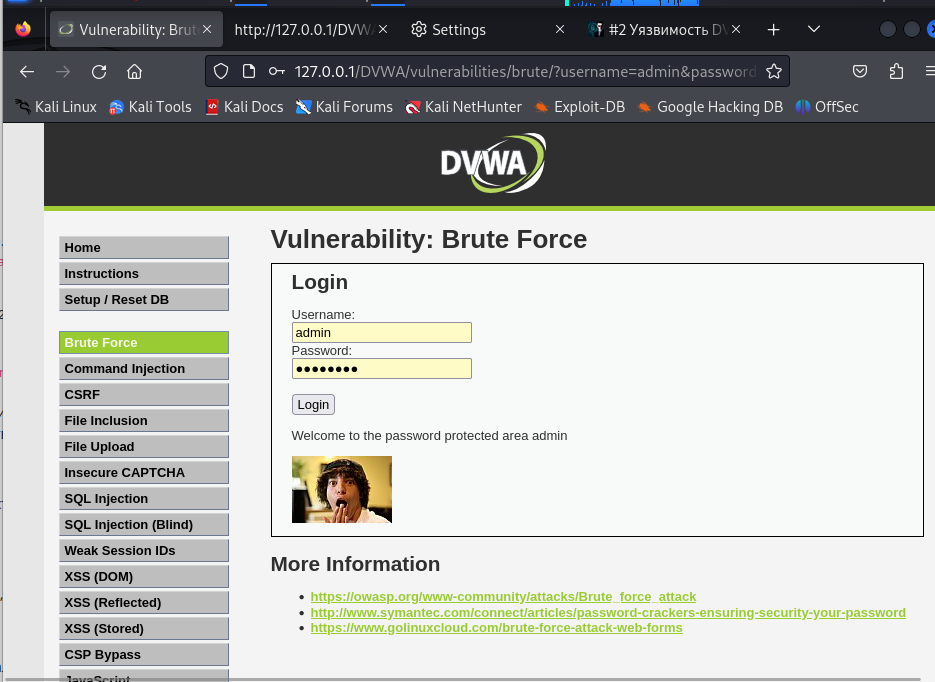 Vulnerability: Brut
http://127.0.0.1/DVWA
Settings
#2 Уязвимость DV
127.0.0.1/DVWA/vulnerabilities/brute/?username=admin&password
Kali Linux
Kali Tools
Kali Docs
Kali Forums
Kali NetHunter
Exploit-DB
Google Hacking DB
OffSec
DVWA
Home
Instructions
Setup / Reset DB
Brute Force
Command Injection
CSRF
File Inclusion
File Upload
Insecure CAPTCHA
SQL Injection
SQL Injection (Blind)
Weak Session IDs
XSS (DOM)
XSS (Reflected)
XSS (Stored)
CSP Bypass
JavaScript
Vulnerability: Brute Force
Login
Username:
admin
Password:
●●●●●●●●
Login
Welcome to the password protected area admin
More Information
• https://owasp.org/www-community/attacks/Brute_force_attack
• http://www.symantec.com/connect/articles/password-crackers-ensuring-security-your-password
• https://www.golinuxcloud.com/brute-force-attack-web-forms